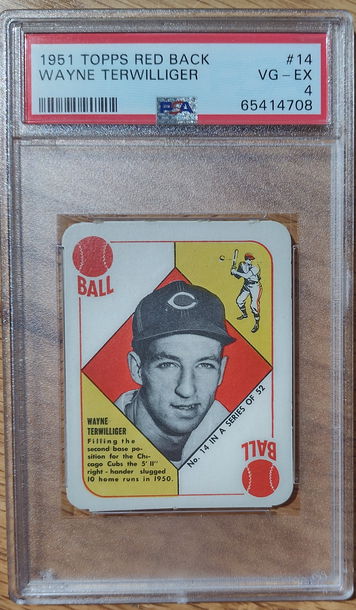 1951 TOPPS RED BACK #14
WAYNE TERWILLIGER VG - EX
4
PSA 65414708
BALL
C
WAYNE
TERWILLIGER
Filling the
second base po-
sition for the Chi-
cago Cubs the 5' 11"
right - hander slugged
10 home runs in 1950.
No. 14 IN A SERIES OF 52
BALL